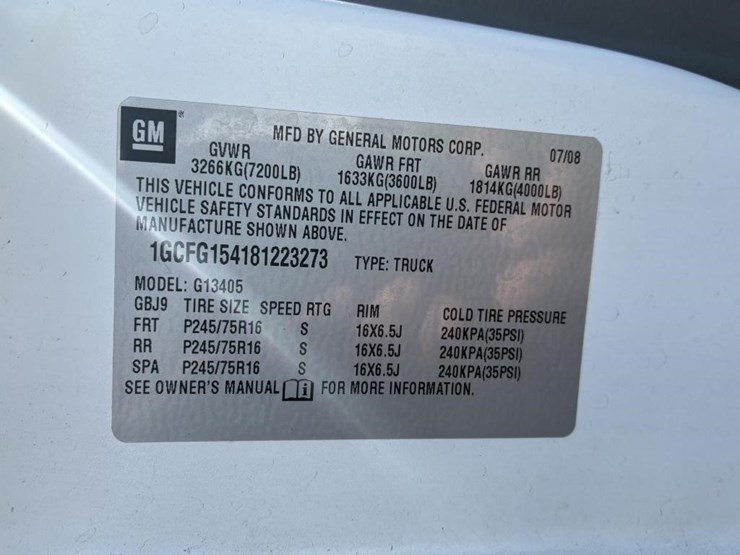 GM®
MFD BY GENERAL MOTORS CORP. 07/08
GVWR GAWR FRT GAWR RR
3266KG(7200LB) 1633KG(3600LB) 1814KG(4000LB)
THIS VEHICLE CONFORMS TO ALL APPLICABLE U.S. FEDERAL MOTOR
VEHICLE SAFETY STANDARDS IN EFFECT ON THE DATE OF
MANUFACTURE SHOWN ABOVE.
1GCFG154181223273 TYPE: TRUCK
MODEL: G13405
GBJ9 TIRE SIZE SPEED RTG RIM COLD TIRE PRESSURE
FRT P245/75R16 S 16X6.5J 240KPA(35PSI)
RR P245/75R16 S 16X6.5J 240KPA(35PSI)
SPA P245/75R16 S 16X6.5J 240KPA(35PSI)
SEE OWNER'S MANUAL i FOR MORE INFORMATION.